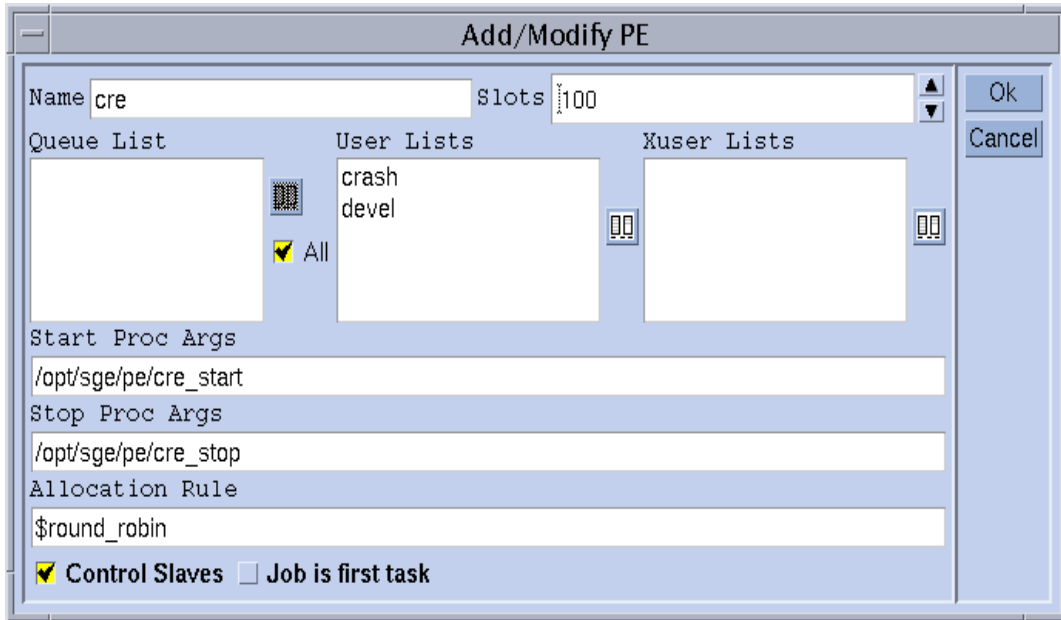 Add/Modify PE
Name cre Slots 100 Ok
Cancel
Queue List User Lists Xuser Lists
crash
devel
All
Start Proc Args
/opt/sge/pe/cre_start
Stop Proc Args
/opt/sge/pe/cre_stop
Allocation Rule
$round_robin
Control Slaves Job is first task